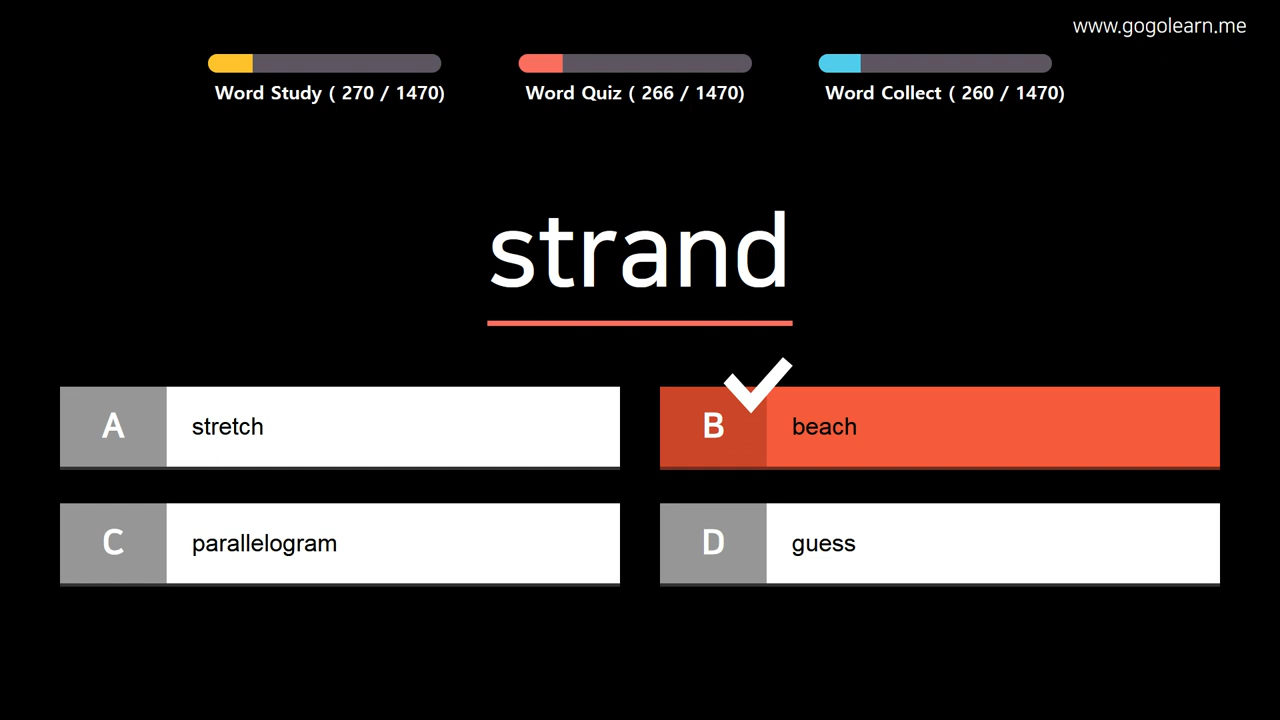 www.gogolearn.me
Word Study ( 270 / 1470)
Word Quiz ( 266 / 1470)
Word Collect ( 260 / 1470)
strand
A
stretch
B
beach
C
parallelogram
D
guess